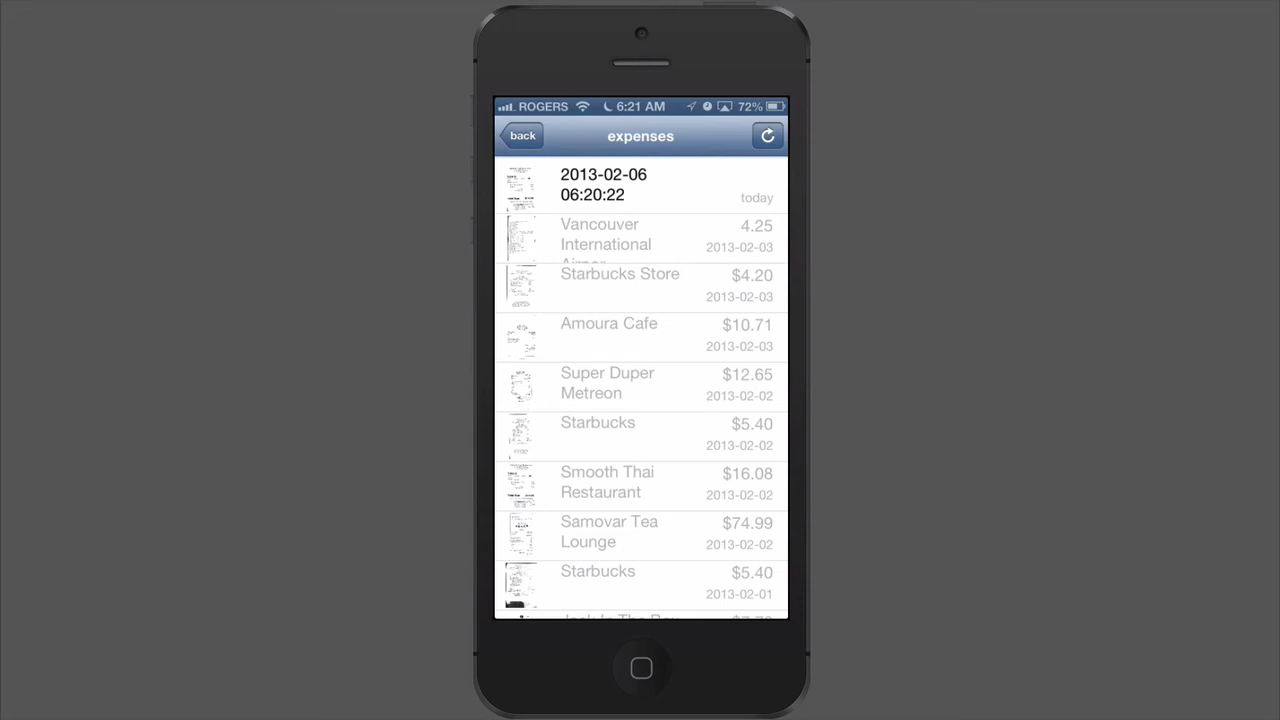 ROGERS 6:21 AM 72%
back expenses
2013-02-06
06:20:22
today
Vancouver 4.25
International 2013-02-03
Starbucks Store $4.20
2013-02-03
Amoura Cafe $10.71
2013-02-03
Super Duper $12.65
Metreon 2013-02-02
Starbucks $5.40
2013-02-02
Smooth Thai $16.08
Restaurant 2013-02-02
Samovar Tea $74.99
Lounge 2013-02-02
Starbucks $5.40
2013-02-01